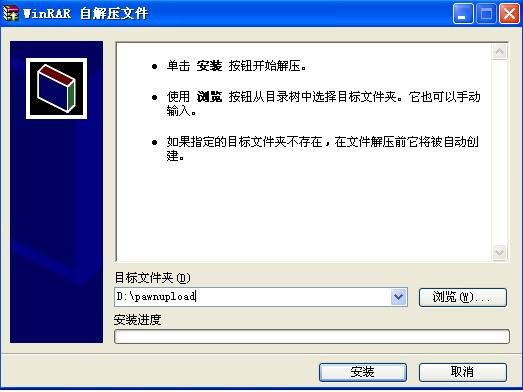 WinRAR 自解压文件
单击 安装 按钮开始解压。
使用 浏览 按钮从目录树中选择目标文件夹。它也可以手动
输入。
如果指定的目标文件夹不存在，在文件解压前它将被自动创
建。
目标文件夹(D)
D:\pawnupload
浏览(W)...
安装进度
安装
取消